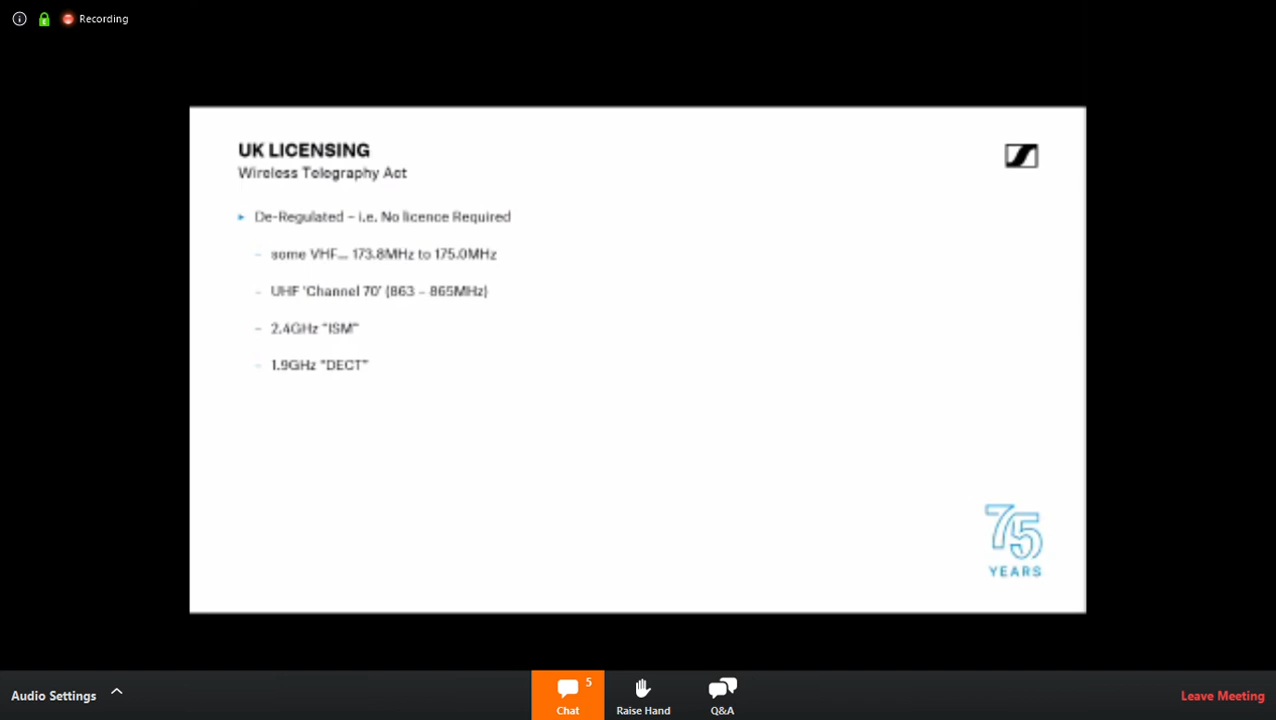 Recording
UK LICENSING
Wireless Telegraphy Act
De-Regulated – i.e. No licence Required
– some VHF... 173.8MHz to 175.0MHz
– UHF 'Channel 70' (863 – 865MHz)
– 2.4GHz "ISM"
– 1.9GHz "DECT"
75
YEARS
Audio Settings
5
Chat
Raise Hand
Q&A
Leave Meeting